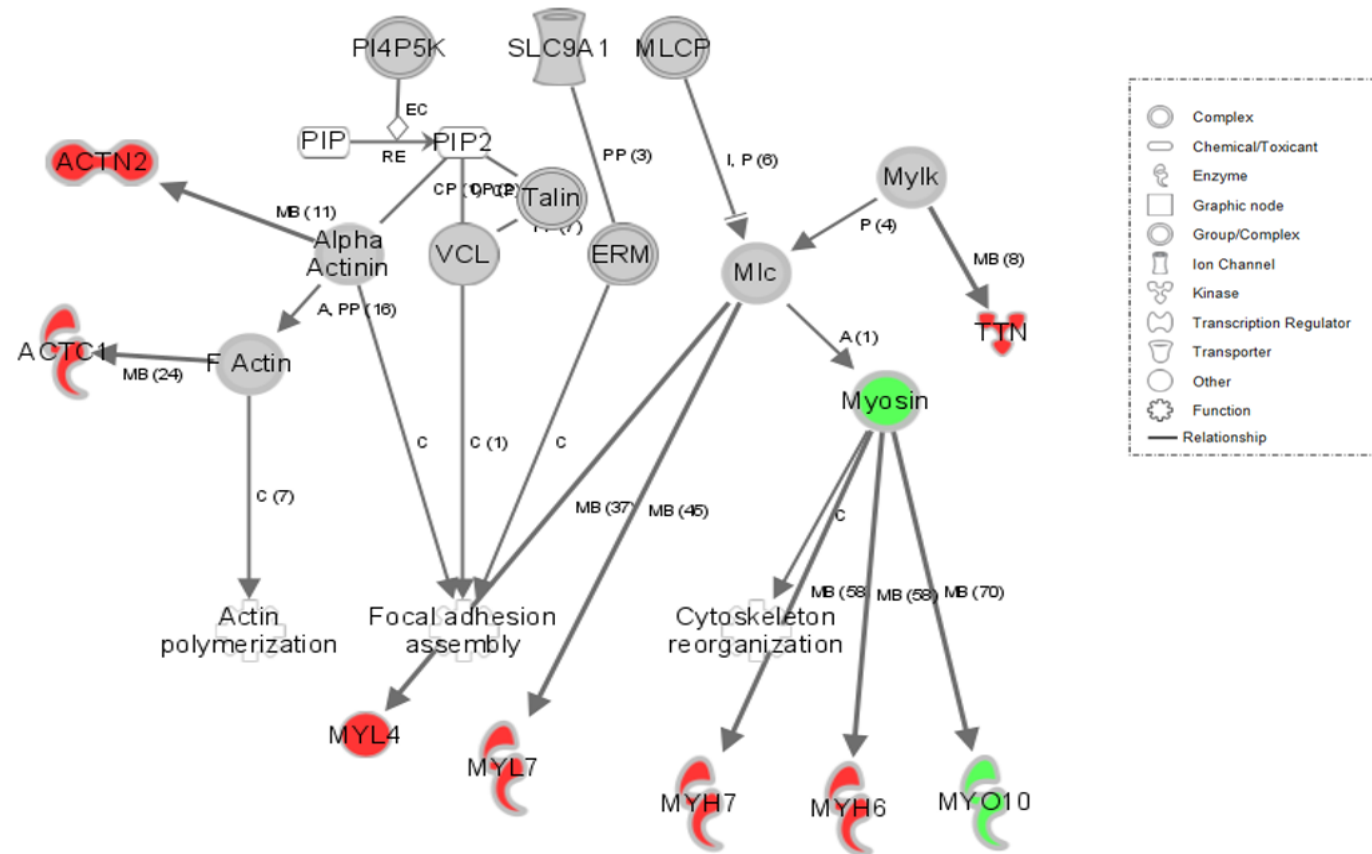 PI4P5K
SLC9A1
MLCP
EC
PIP
PIP2
RE
ACTN2
PP (3)
I, P (6)
Mylk
CP (1)
Talin
MB (11)
P (4)
Alpha
Actinin
VCL
ERM
Mlc
MB (8)
A, PP (16)
A (1)
TTN
ACTC1
F Actin
MB (24)
Myosin
C
C (1)
C
C (7)
MB (37)
MB (45)
C
MB (58)
MB (58)
MB (70)
Actin
polymerization
Focal adhesion
assembly
Cytoskeleton
reorganization
MYL4
MYL7
MYH7
MYH6
MYO10
Complex
Chemical/Toxicant
Enzyme
Graphic node
Group/Complex
Ion Channel
Kinase
Transcription Regulator
Transporter
Other
Function
Relationship